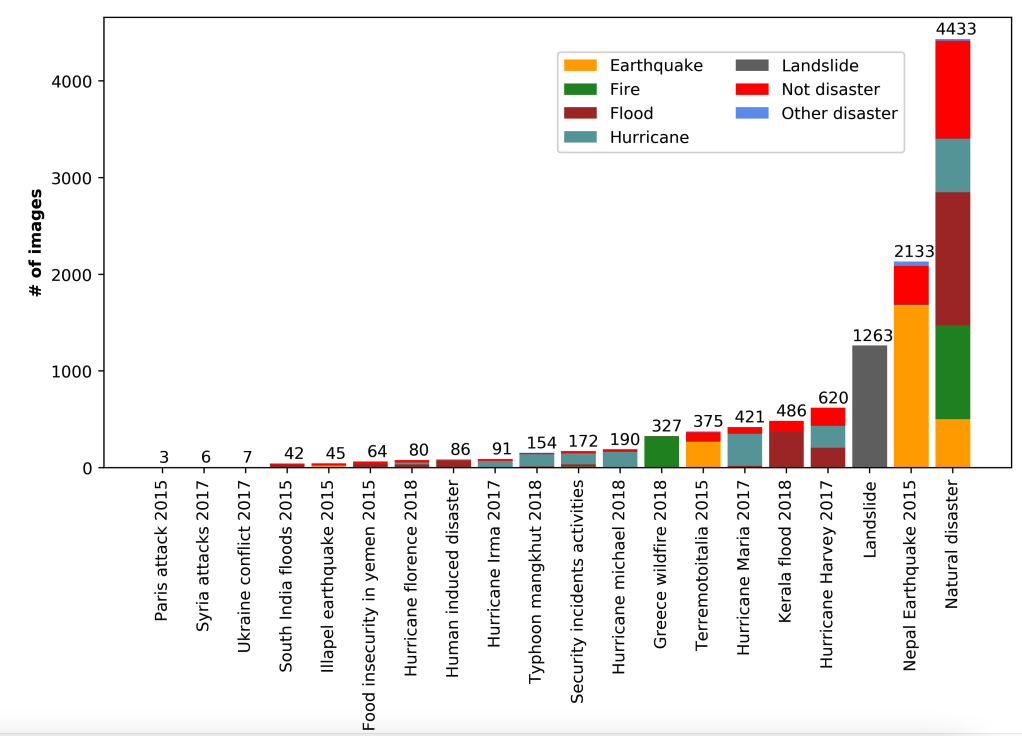 4433
Earthquake
Fire
Flood
Hurricane
Landslide
Not disaster
Other disaster
# of images
4000
3000
2000
1000
0
3
6
7
42
45
64
80
86
91
154
172
190
327
375
421
486
620
1263
2133
Paris attack 2015
Syria attacks 2017
Ukraine conflict 2017
South India floods 2015
Illapel earthquake 2015
Food insecurity in yemen 2015
Hurricane florence 2018
Human induced disaster
Hurricane Irma 2017
Typhoon mangkhut 2018
Security incidents activities
Hurricane michael 2018
Greece wildfire 2018
Terremotoitalia 2015
Hurricane Maria 2017
Kerala flood 2018
Hurricane Harvey 2017
Landslide
Nepal Earthquake 2015
Natural disaster